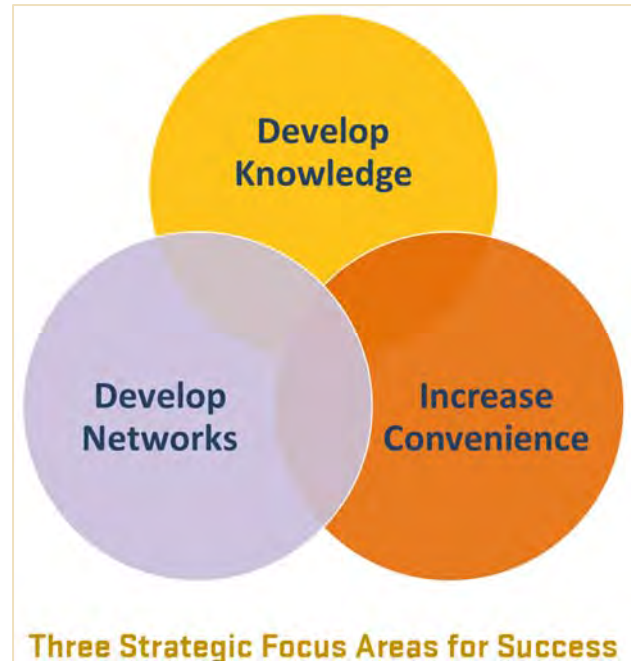 Develop
Knowledge
Develop
Networks
Increase
Convenience
Three Strategic Focus Areas for Success